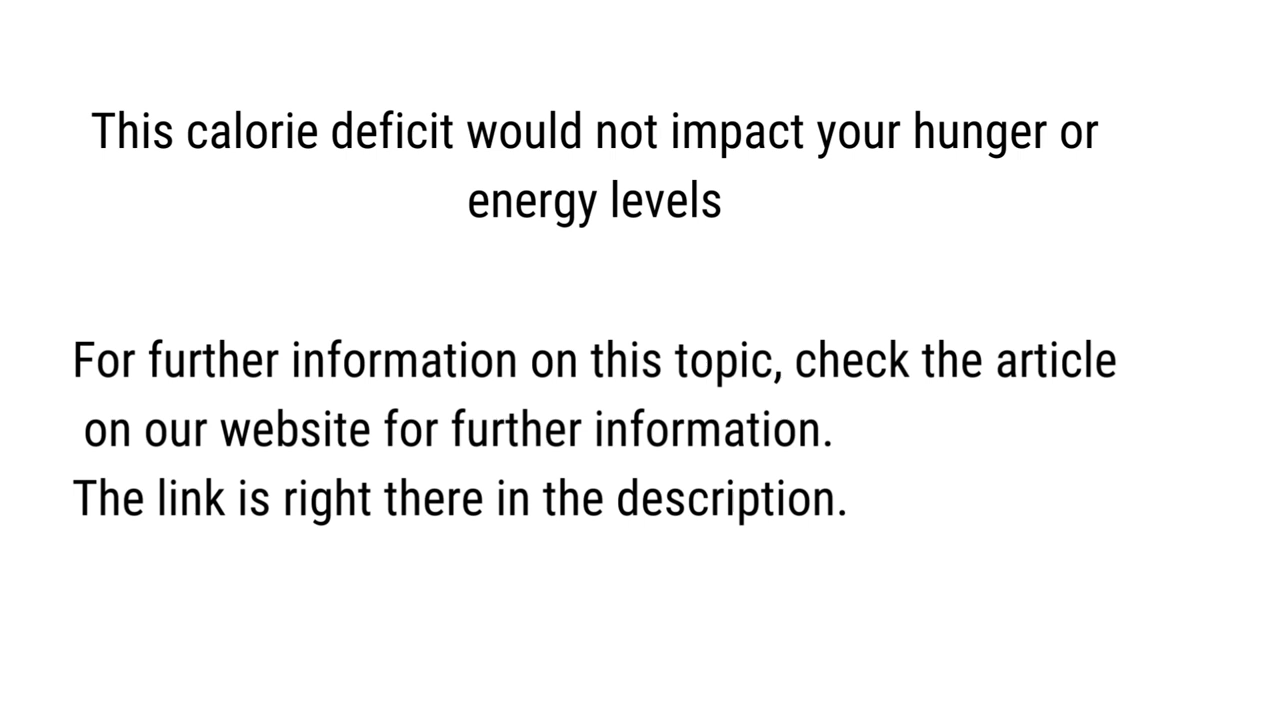 This calorie deficit would not impact your hunger or
energy levels
For further information on this topic, check the article
on our website for further information.
The link is right there in the description.